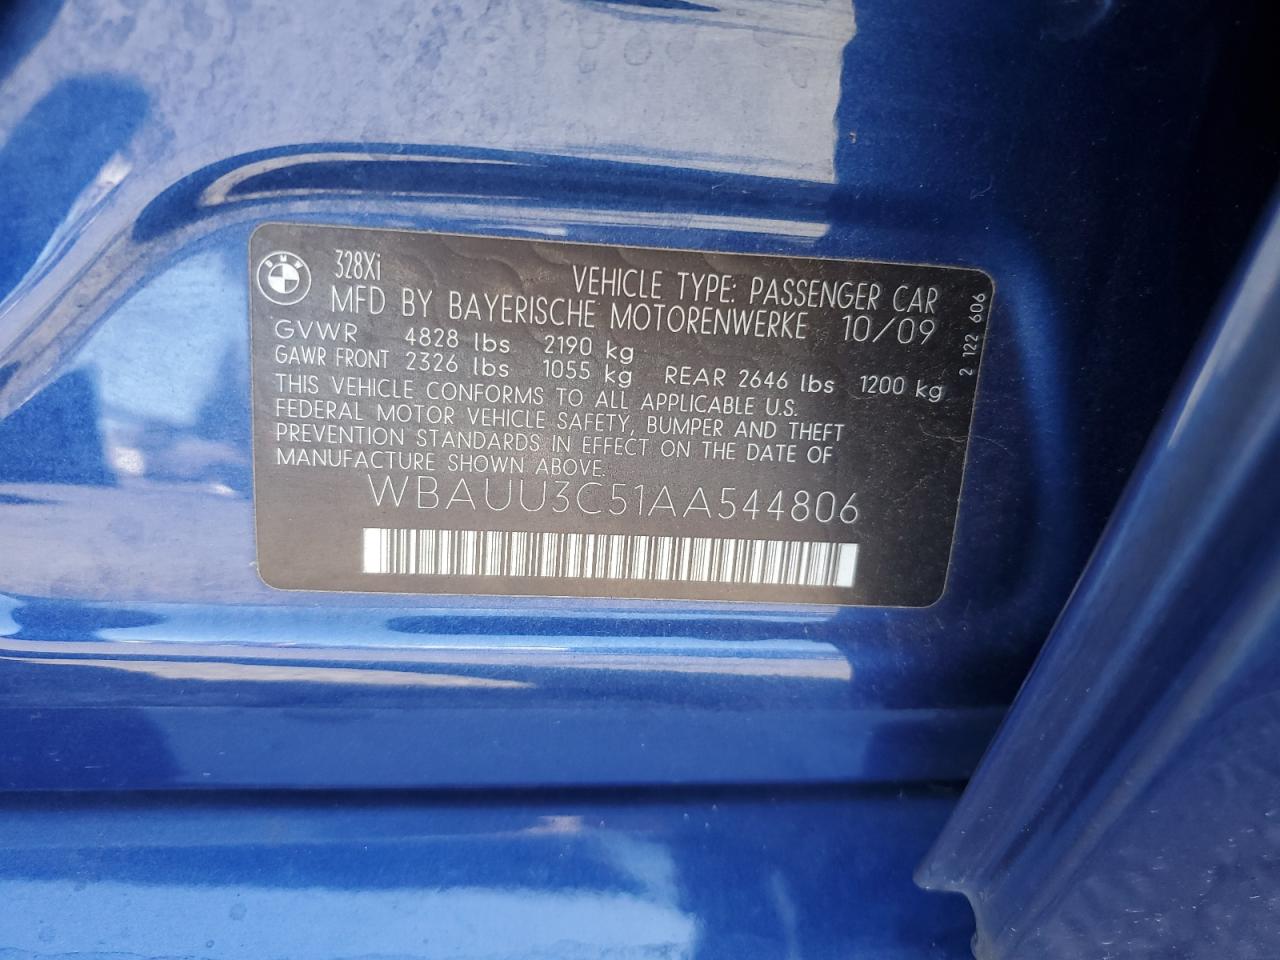 BMW
328Xi
VEHICLE TYPE: PASSENGER CAR
MFD BY BAYERISCHE MOTORENWERKE 10/09
GVWR 4828 lbs 2190 kg
GAWR FRONT 2326 lbs 1055 kg REAR 2646 lbs 1200 kg
THIS VEHICLE CONFORMS TO ALL APPLICABLE U.S.
FEDERAL MOTOR VEHICLE SAFETY, BUMPER AND THEFT
PREVENTION STANDARDS IN EFFECT ON THE DATE OF
MANUFACTURE SHOWN ABOVE.
WBAUU3C51AA544806
2 122 606